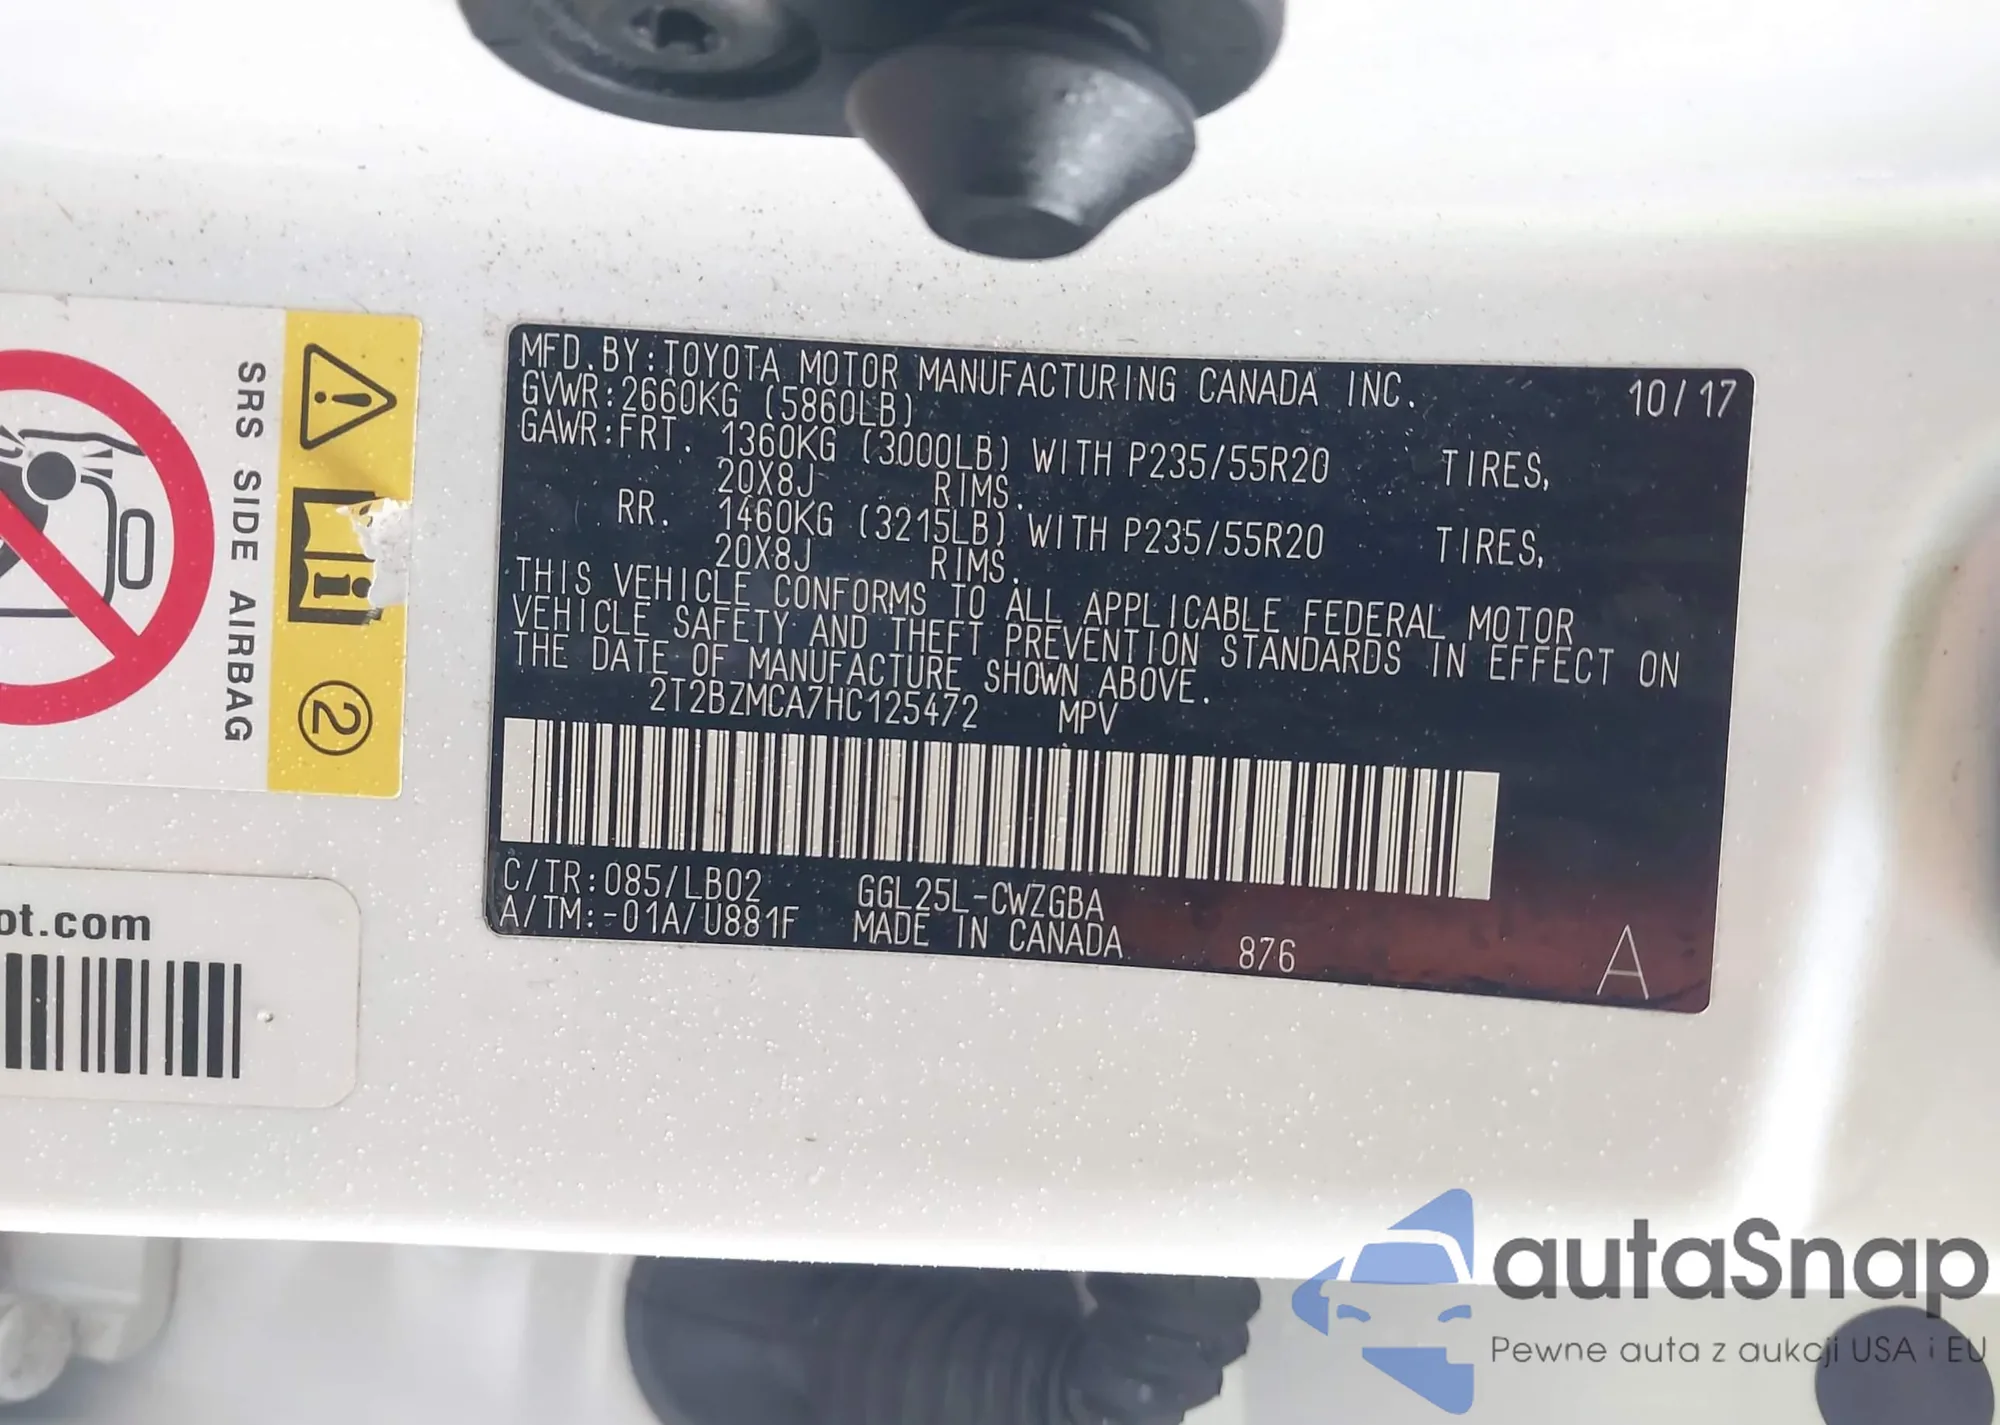 MFD.BY:TOYOTA MOTOR MANUFACTURING CANADA INC. 10/17
GVWR:2660KG (5860LB)
GAWR:FRT. 1360KG (3000LB) WITH P235/55R20 TIRES,
20X8J RIMS.
RR. 1460KG (3215LB) WITH P235/55R20 TIRES,
20X8J RIMS.
THIS VEHICLE CONFORMS TO ALL APPLICABLE FEDERAL MOTOR
VEHICLE SAFETY AND THEFT PREVENTION STANDARDS IN EFFECT ON
THE DATE OF MANUFACTURE SHOWN ABOVE.
2T2BZMCA7HC125472 MPV
C/TR:085/LB02 GGL25L-CWZGBA
A/TM:-01A/U881F MADE IN CANADA 876 A
SRS SIDE AIRBAG
2
ot.com
autaSnap
Pewne auta z aukcji USA i EU